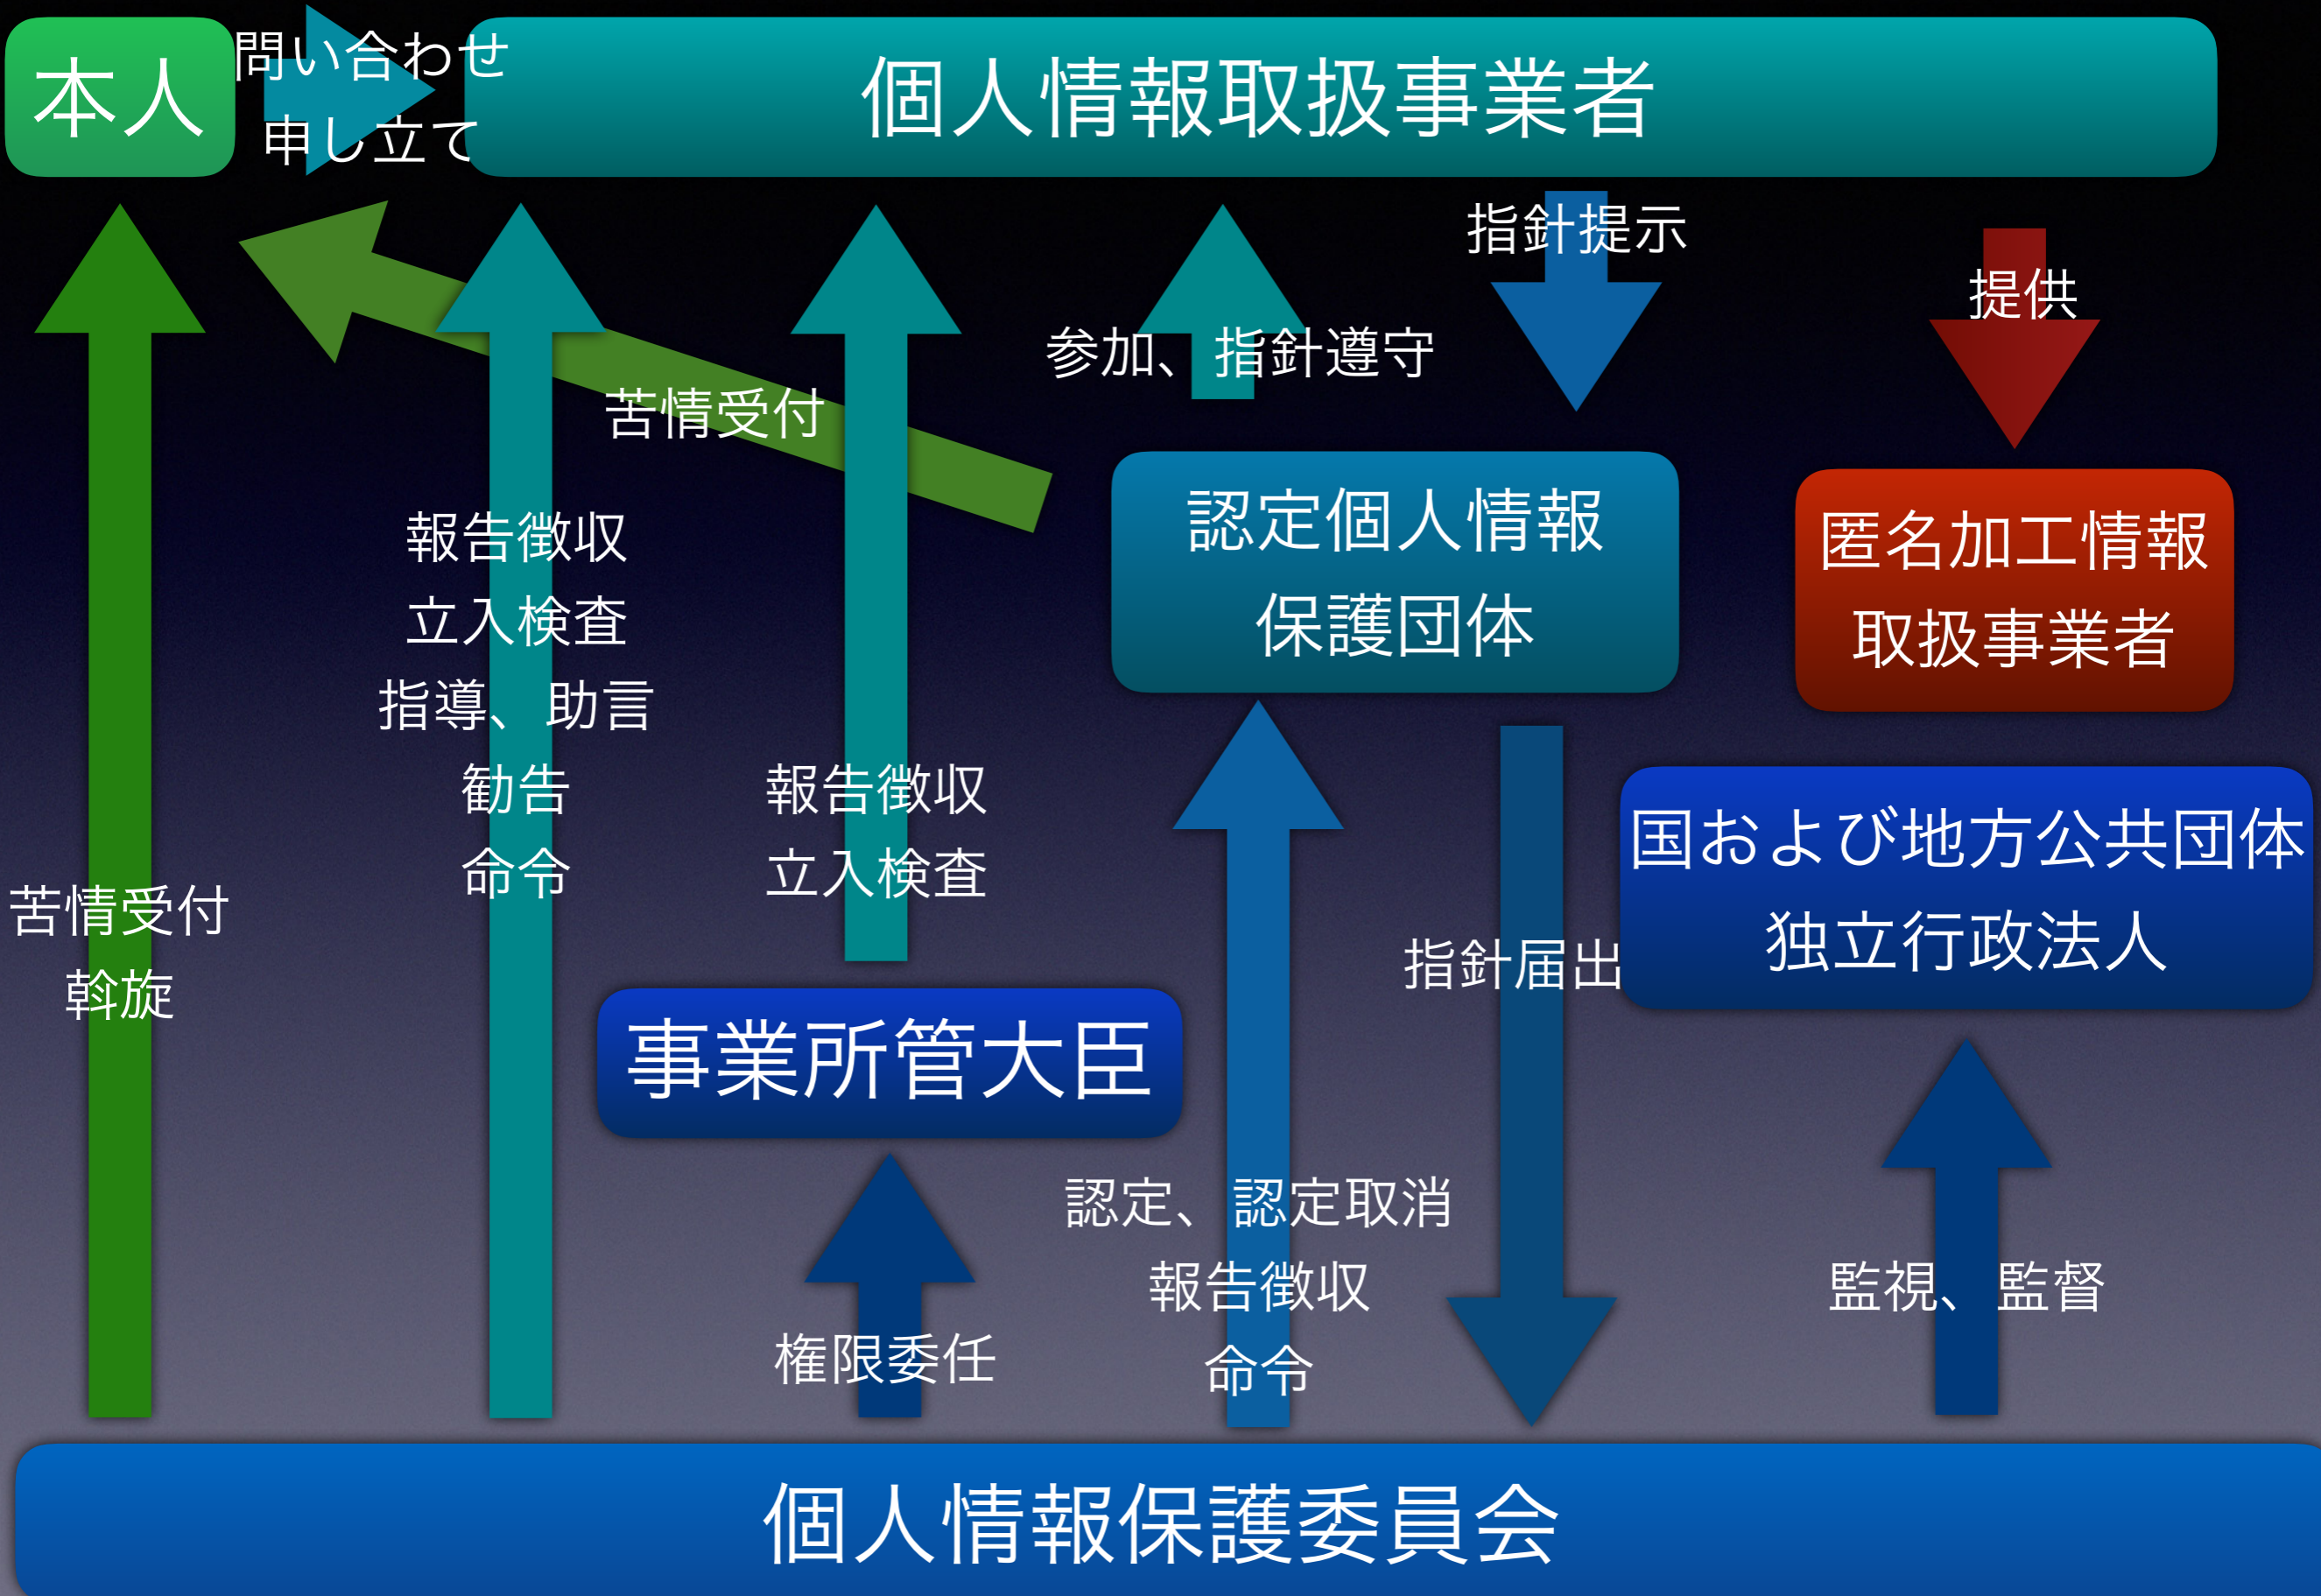 本人
問い合わせ
申し立て
個人情報取扱事業者
指針提示
提供
参加、指針遵守
苦情受付
報告徴収
立入検査
指導、助言
勧告
命令
認定個人情報
保護団体
匿名加工情報
取扱事業者
報告徴収
立入検査
国および地方公共団体
独立行政法人
苦情受付
斡旋
指針届出
事業所管大臣
認定、認定取消
報告徴収
命令
監視、監督
権限委任
個人情報保護委員会